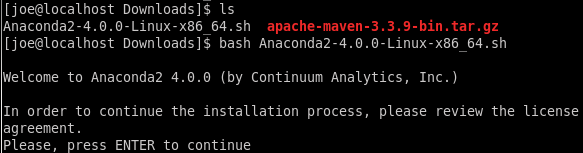 [joe@localhost Downloads]$ ls
Anaconda2-4.0.0-Linux-x86_64.sh  apache-maven-3.3.9-bin.tar.gz
[joe@localhost Downloads]$ bash Anaconda2-4.0.0-Linux-x86_64.sh
Welcome to Anaconda2 4.0.0 (by Continuum Analytics, Inc.)
In order to continue the installation process, please review the license
agreement.
Please, press ENTER to continue